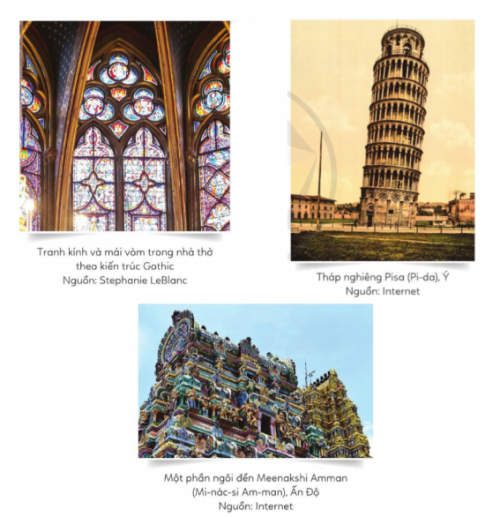 Tranh kính và mái vòm trong nhà thờ
theo kiến trúc Gothic
Nguồn: Stephanie LeBlanc
Tháp nghiêng Pisa (Pi-da), Ý
Nguồn: Internet
Một phần ngôi đền Meenakshi Amman
(Mi-nác-si Am-man), Ấn Độ
Nguồn: Internet